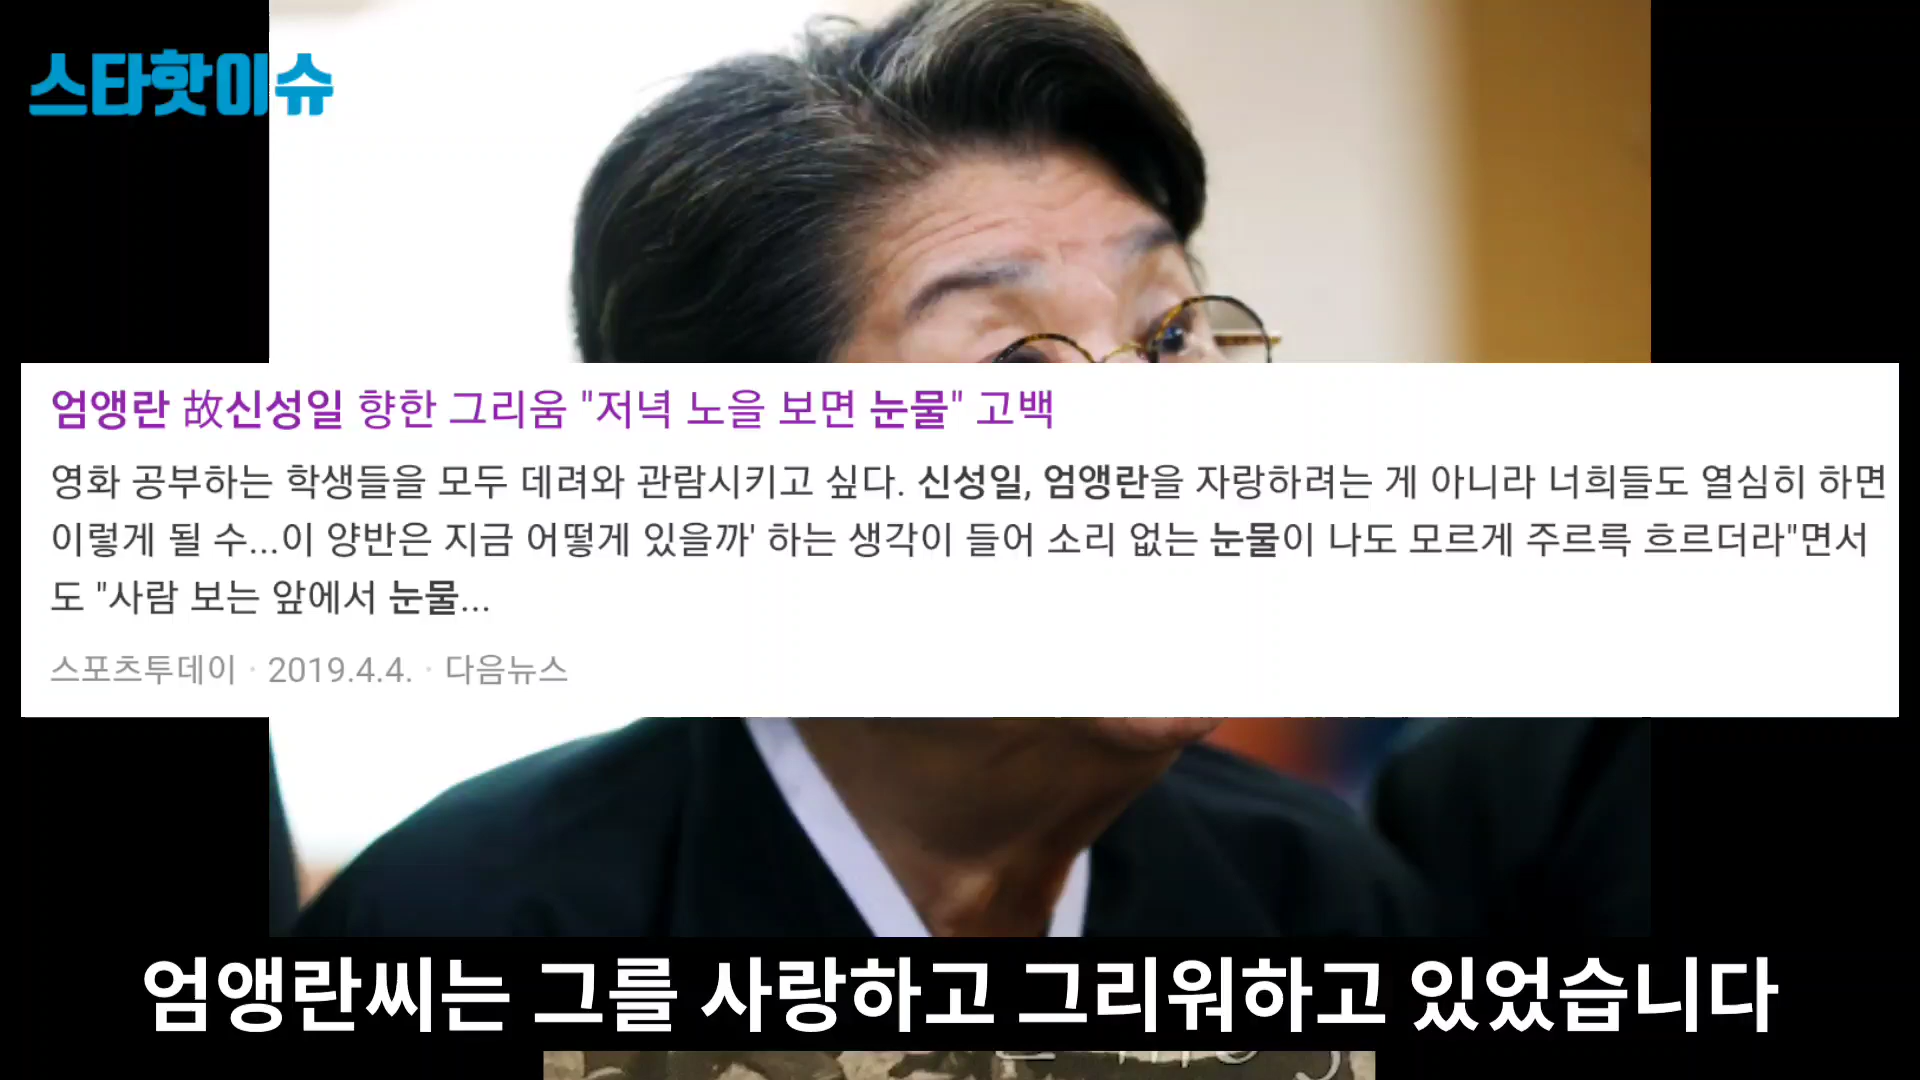 스타핫이슈
엄앵란 故신성일 향한 그리움 "저녁 노을 보면 눈물" 고백
영화 공부하는 학생들을 모두 데려와 관람시키고 싶다. 신성일, 엄앵란을 자랑하려는 게 아니라 너희들도 열심히 하면
이렇게 될 수...이 양반은 지금 어떻게 있을까' 하는 생각이 들어 소리 없는 눈물이 나도 모르게 주르륵 흐르더라"면서
도 "사람 보는 앞에서 눈물...
스포츠투데이 · 2019.4.4. · 다음뉴스
엄앵란씨는 그를 사랑하고 그리워하고 있었습니다